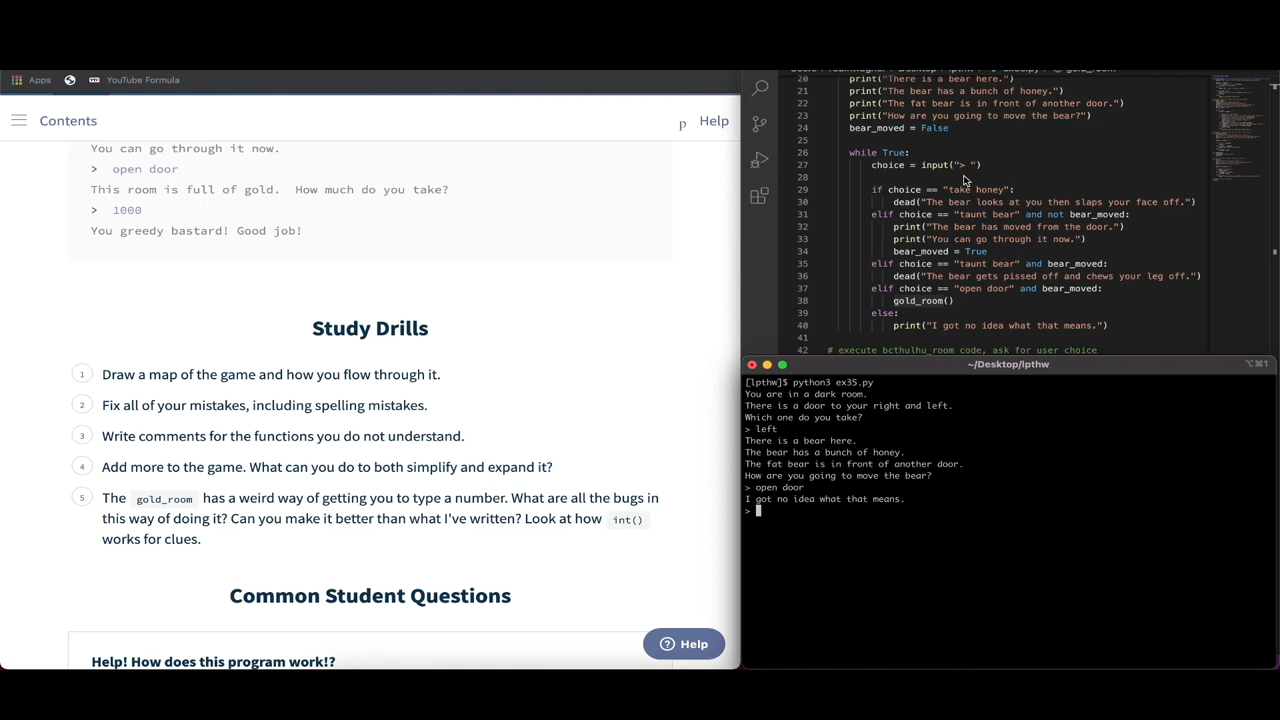 Apps YouTube Formula
Contents
Help
You can go through it now.
> open door
This room is full of gold. How much do you take?
> 1000
You greedy bastard! Good job!
Study Drills
1 Draw a map of the game and how you flow through it.
2 Fix all of your mistakes, including spelling mistakes.
3 Write comments for the functions you do not understand.
4 Add more to the game. What can you do to both simplify and expand it?
5 The gold_room has a weird way of getting you to type a number. What are all the bugs in
this way of doing it? Can you make it better than what I've written? Look at how int()
works for clues.
Common Student Questions
Help! How does this program work!?
Help
20 print("There is a bear here.")
21 print("The bear has a bunch of honey.")
22 print("The fat bear is in front of another door.")
23 print("How are you going to move the bear?")
24 bear_moved = False
25
26 while True:
27 choice = input("> ")
28
29 if choice == "take honey":
30 dead("The bear looks at you then slaps your face off.")
31 elif choice == "taunt bear" and not bear_moved:
32 print("The bear has moved from the door.")
33 print("You can go through it now.")
34 bear_moved = True
35 elif choice == "taunt bear" and bear_moved:
36 dead("The bear gets pissed off and chews your leg off.")
37 elif choice == "open door" and bear_moved:
38 gold_room()
39 else:
40 print("I got no idea what that means.")
41
42 # execute bcthulhu_room code, ask for user choice
~/Desktop/lpthw
⌥⌘1
[lpthw]$ python3 ex35.py
You are in a dark room.
There is a door to your right and left.
Which one do you take?
> left
There is a bear here.
The bear has a bunch of honey.
The fat bear is in front of another door.
How are you going to move the bear?
> open door
I got no idea what that means.
>